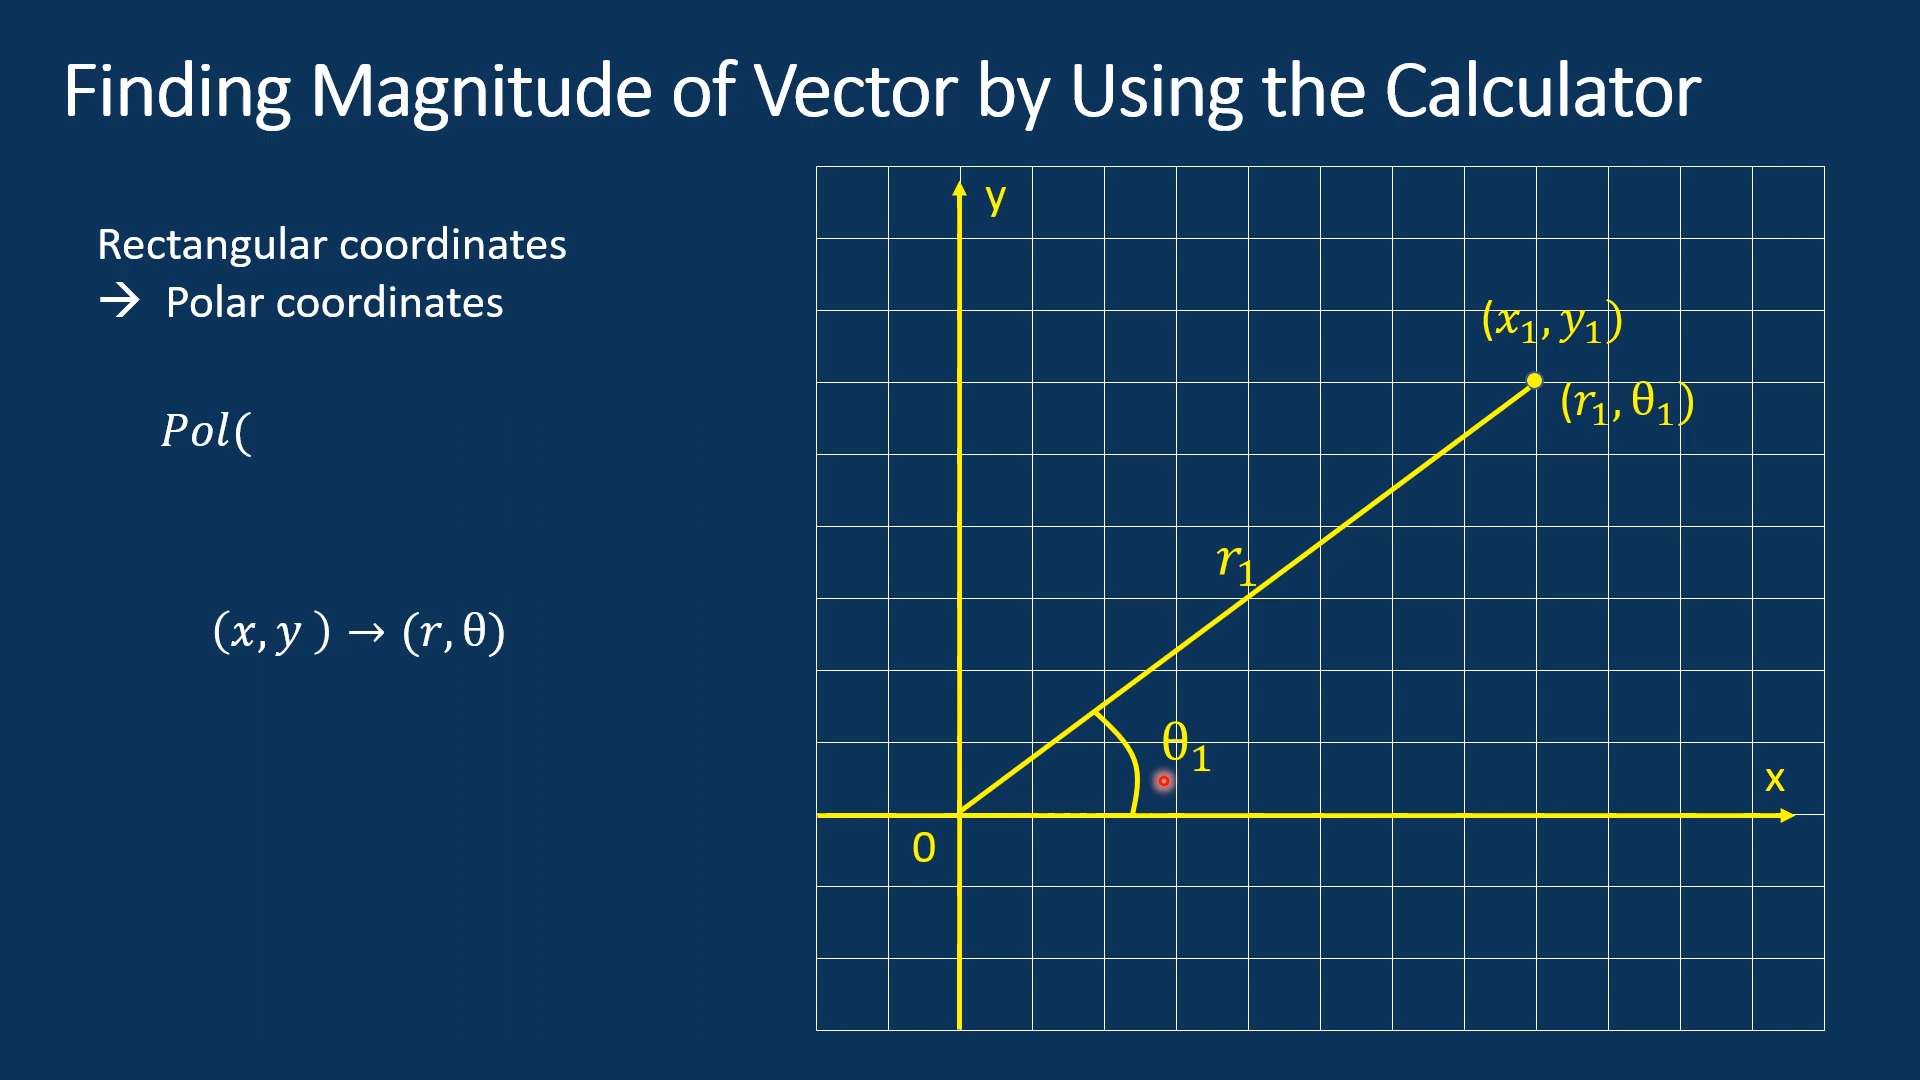 Finding Magnitude of Vector by Using the Calculator
Rectangular coordinates
→ Polar coordinates
Pol(
(x, y ) → (r, θ)
y
(x₁, y₁)
(r₁, θ₁)
r₁
θ₁
x
0